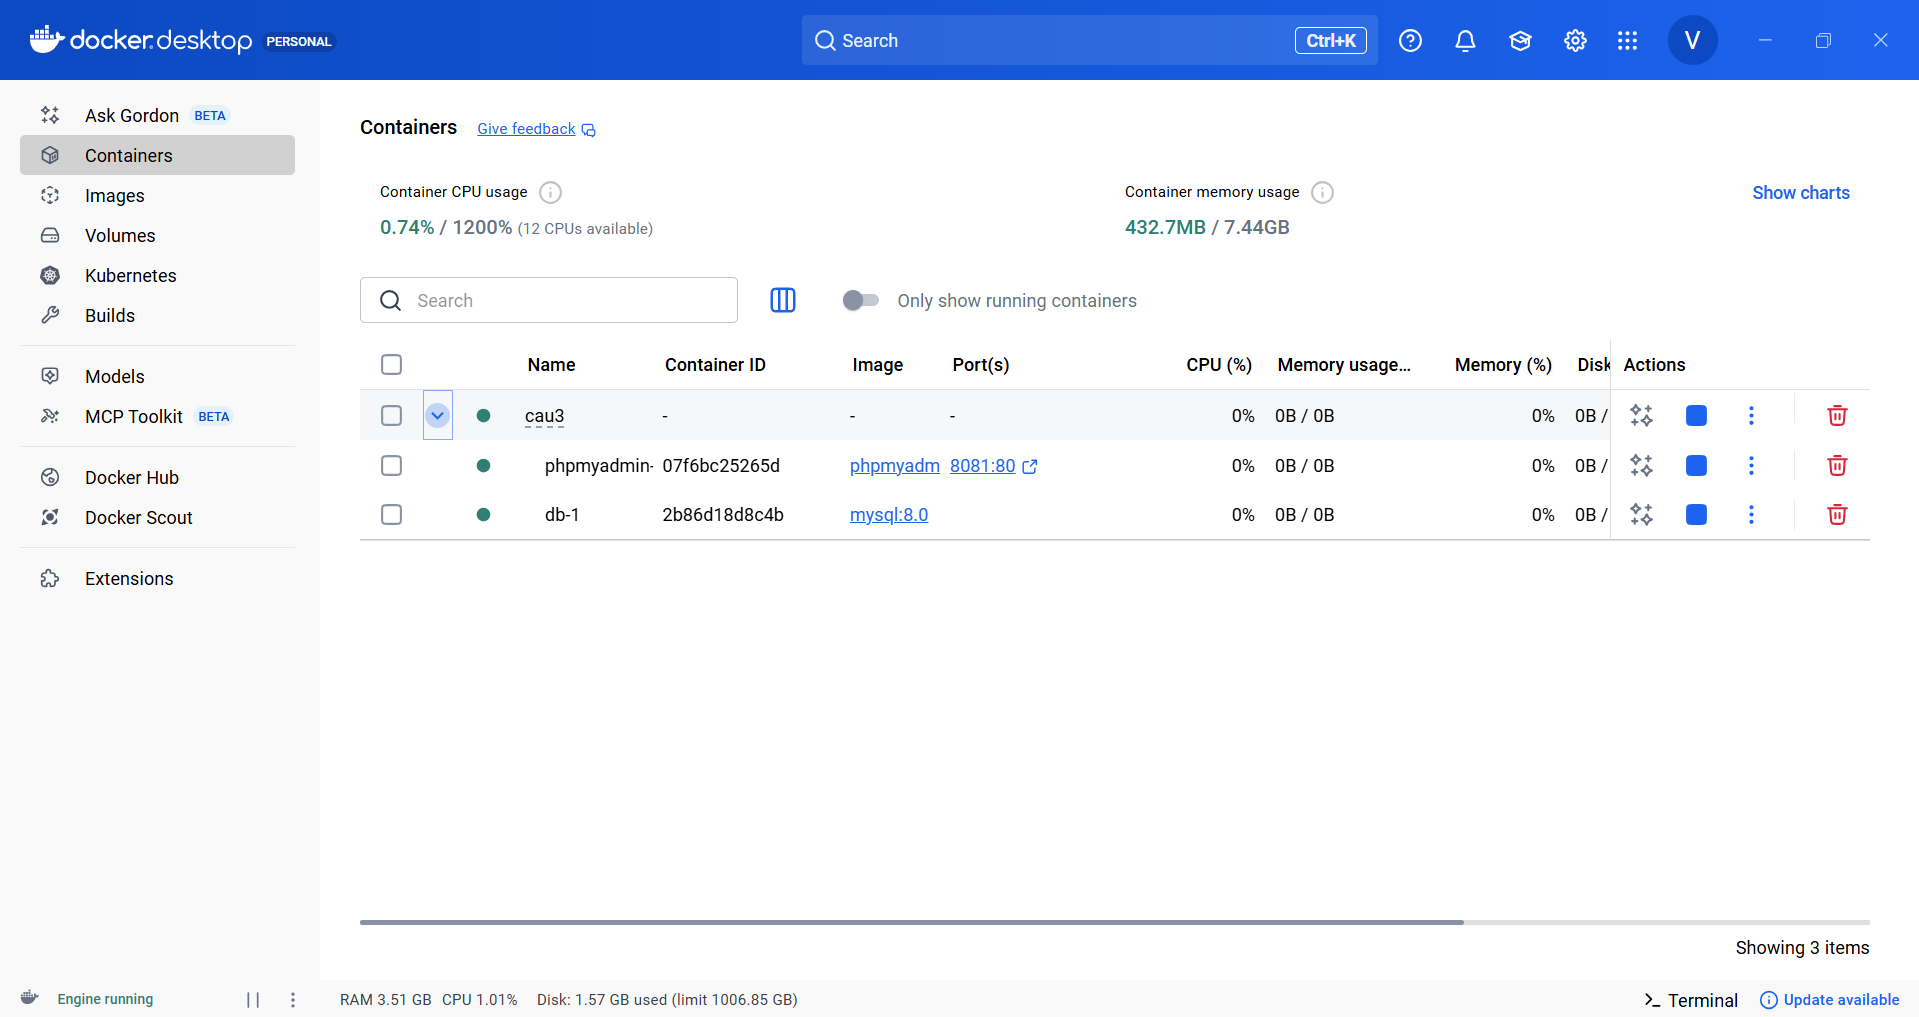 docker.desktop PERSONAL
Search
Ctrl+K
V
Ask Gordon BETA
Containers
Images
Volumes
Kubernetes
Builds
Models
MCP Toolkit BETA
Docker Hub
Docker Scout
Extensions
Containers Give feedback
Container CPU usage
0.74% / 1200% (12 CPUs available)
Container memory usage
432.7MB / 7.44GB
Show charts
Search
Only show running containers
Name Container ID Image Port(s) CPU (%) Memory usage... Memory (%) Disk Actions
cau3 - - - 0% 0B / 0B 0% 0B /
phpmyadmin- 07f6bc25265d phpmyadm 8081:80 0% 0B / 0B 0% 0B /
db-1 2b86d18d8c4b mysql:8.0 0% 0B / 0B 0% 0B /
Showing 3 items
Engine running
RAM 3.51 GB CPU 1.01% Disk: 1.57 GB used (limit 1006.85 GB)
Terminal
Update available